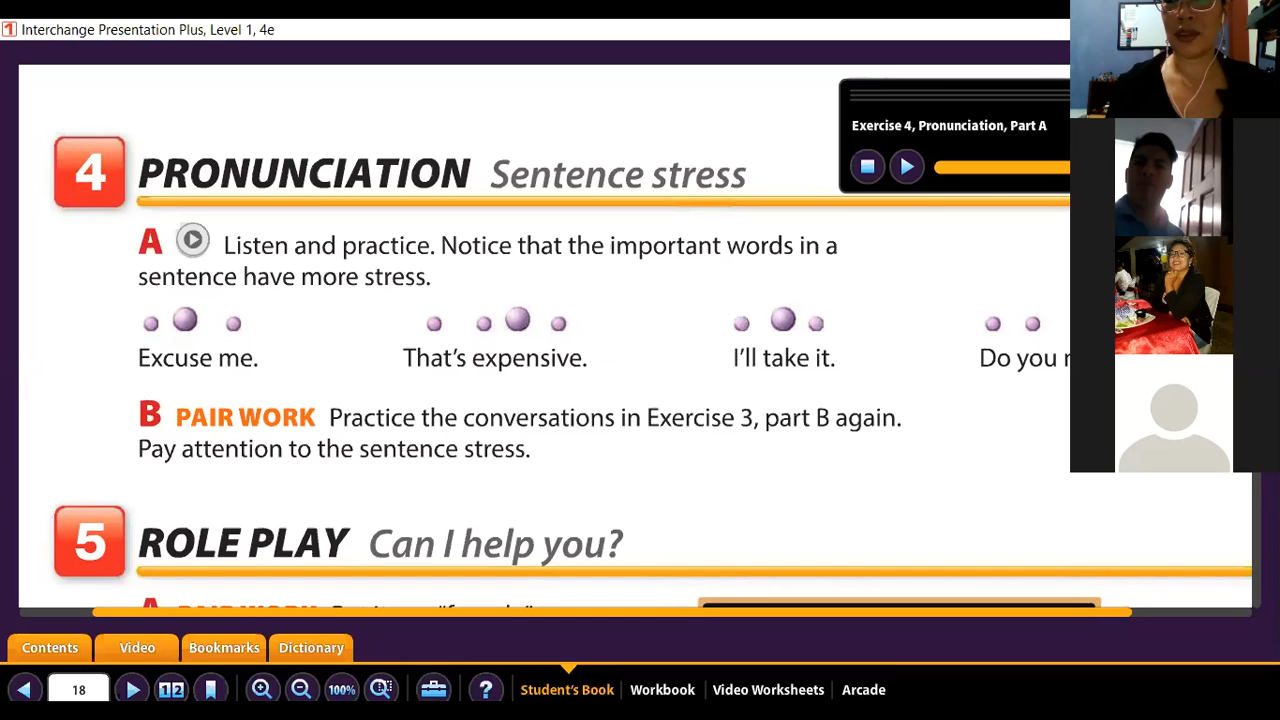 Interchange Presentation Plus, Level 1, 4e
Exercise 4, Pronunciation, Part A
4 PRONUNCIATION Sentence stress
A Listen and practice. Notice that the important words in a
sentence have more stress.
Excuse me. That's expensive. I'll take it. Do you
B PAIR WORK Practice the conversations in Exercise 3, part B again.
Pay attention to the sentence stress.
5 ROLE PLAY Can I help you?
Contents Video Bookmarks Dictionary
18 12 100% ? Student's Book Workbook Video Worksheets Arcade